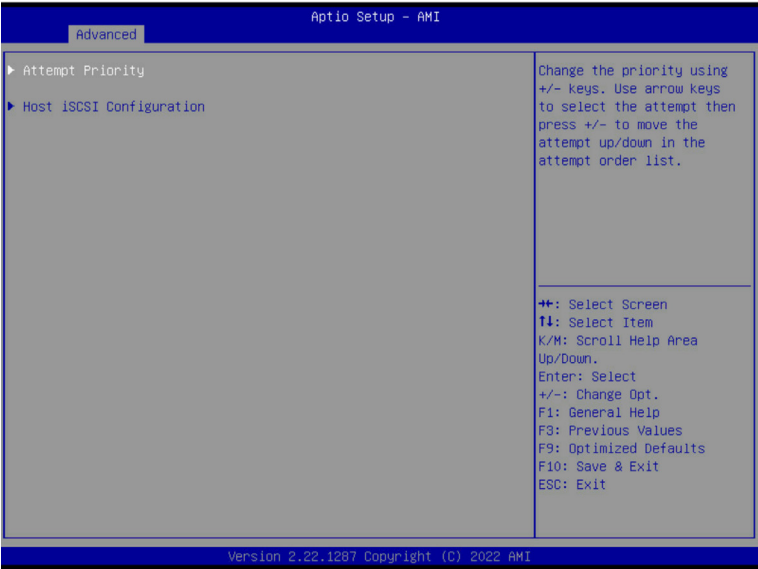 Aptio Setup – AMI
Advanced
▶ Attempt Priority
▶ Host iSCSI Configuration
Change the priority using
+/– keys. Use arrow keys
to select the attempt then
press +/– to move the
attempt up/down in the
attempt order list.
→←: Select Screen
↑↓: Select Item
K/M: Scroll Help Area
Up/Down.
Enter: Select
+/–: Change Opt.
F1: General Help
F3: Previous Values
F9: Optimized Defaults
F10: Save & Exit
ESC: Exit
Version 2.22.1287 Copyright (C) 2022 AMI